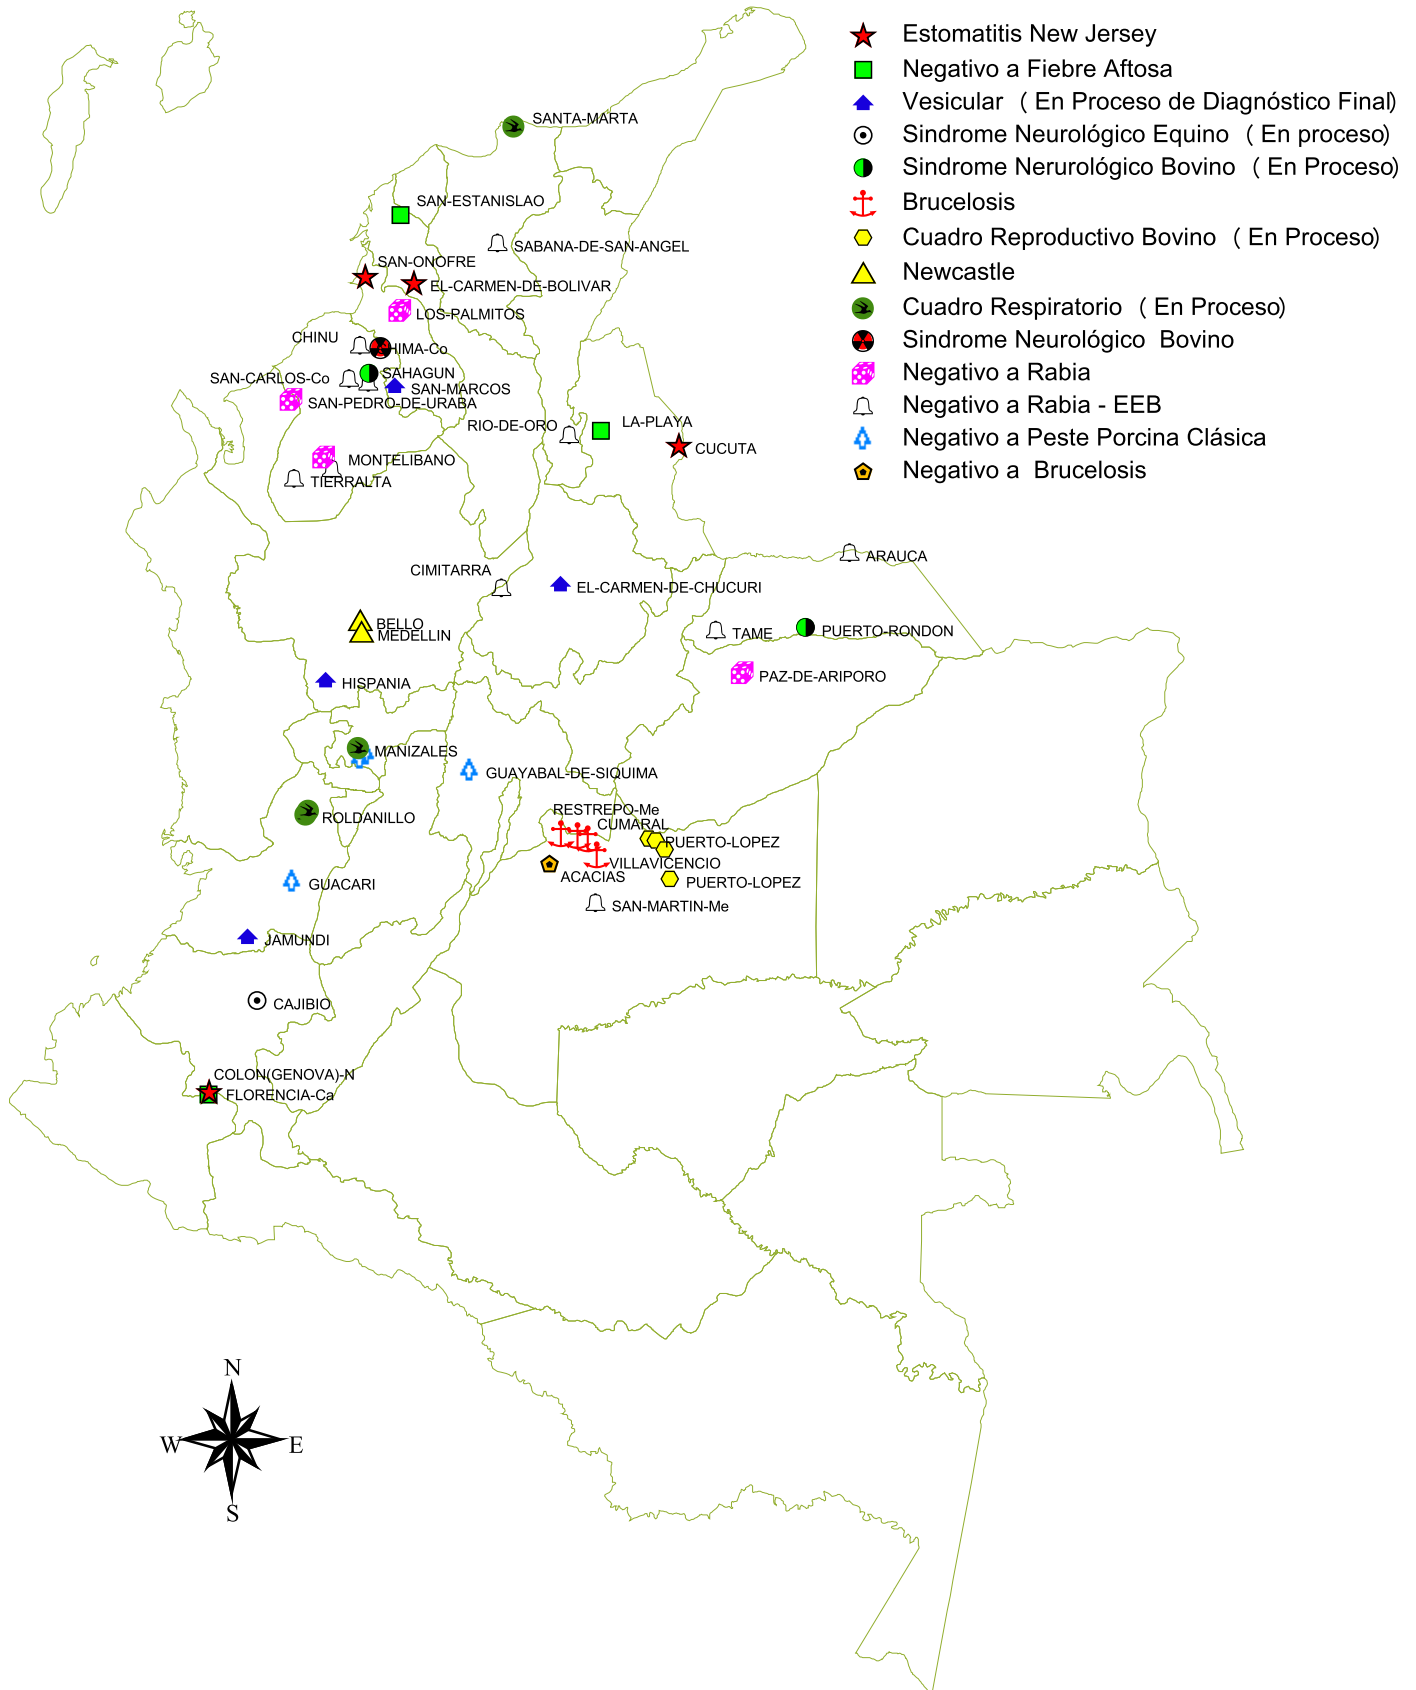 Estomatitis New Jersey
Negativo a Fiebre Aftosa
Vesicular ( En Proceso de Diagnóstico Final)
Sindrome Neurológico Equino ( En proceso)
Sindrome Nerurológico Bovino ( En Proceso)
Brucelosis
Cuadro Reproductivo Bovino ( En Proceso)
Newcastle
Cuadro Respiratorio ( En Proceso)
Sindrome Neurológico Bovino
Negativo a Rabia
Negativo a Rabia - EEB
Negativo a Peste Porcina Clásica
Negativo a Brucelosis
SANTA-MARTA
SAN-ESTANISLAO
SABANA-DE-SAN-ANGEL
SAN-ONOFRE
EL-CARMEN-DE-BOLIVAR
LOS-PALMITOS
CHINU
HIMA-Co
SAHAGUN
SAN-CARLOS-Co
SAN-MARCOS
SAN-PEDRO-DE-URABA
RIO-DE-ORO
LA-PLAYA
CUCUTA
MONTELIBANO
TIERRALTA
ARAUCA
CIMITARRA
EL-CARMEN-DE-CHUCURI
BELLO
MEDELLIN
TAME
PUERTO-RONDON
PAZ-DE-ARIPORO
HISPANIA
MANIZALES
GUAYABAL-DE-SIQUIMA
RESTREPO-Me
CUMARAL
ROLDANILLO
PUERTO-LOPEZ
VILLAVICENCIO
ACACIAS
PUERTO-LOPEZ
GUACARI
SAN-MARTIN-Me
JAMUNDI
CAJIBIO
COLON(GENOVA)-N
FLORENCIA-Ca
N
W
E
S